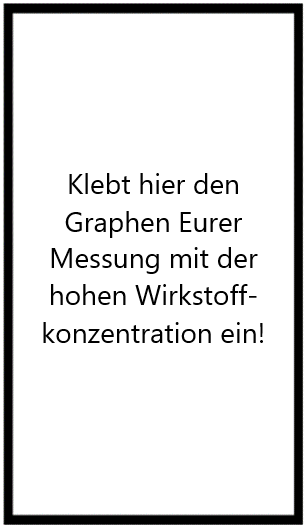 Klebt hier den
Graphen Eurer
Messung mit der
hohen Wirkstoff-
konzentration ein!